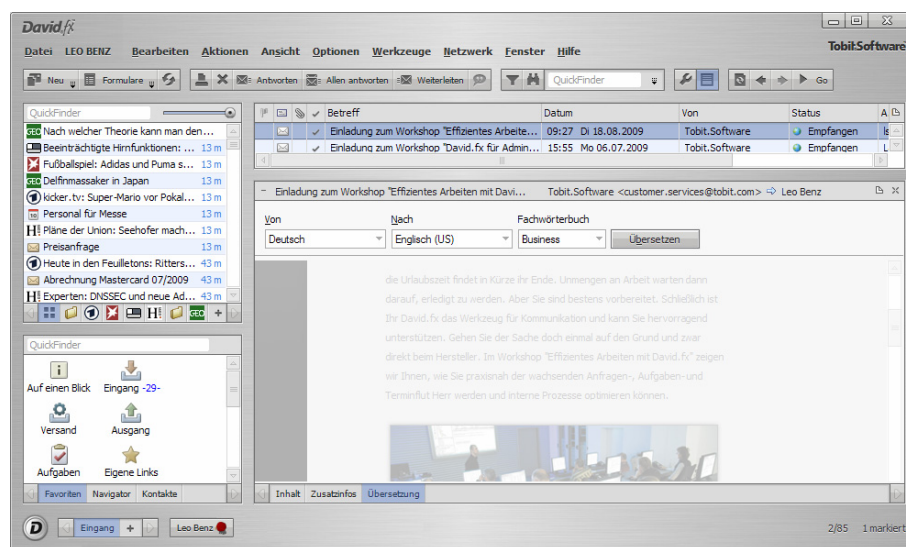 David.fx
Datei LEO BENZ Bearbeiten Aktionen Ansicht Optionen Werkzeuge Netzwerk Fenster Hilfe
Tobit.Software
Neu Formulare Antworten Allen antworten Weiterleiten QuickFinder Go
QuickFinder
Nach welcher Theorie kann man den...
Beeinträchtigte Hirnfunktionen: ... 13 m
Fußballspiel: Adidas und Puma s... 13 m
Delfinmassaker in Japan 13 m
kicker.tv: Super-Mario vor Pokal... 13 m
Personal für Messe 13 m
Pläne der Union: Seehofer mach... 13 m
Preisanfrage 13 m
Heute in den Feuilletons: Ritters... 43 m
Abrechnung Mastercard 07/2009 43 m
Experten: DNSSEC und neue Ad... 43 m
GEO
QuickFinder
Auf einen Blick Eingang -29-
Versand Ausgang
Aufgaben Eigene Links
Favoriten Navigator Kontakte
Betreff Datum Von Status A
Einladung zum Workshop "Effizientes Arbeite... 09:27 Di 18.08.2009 Tobit.Software Empfangen
Einladung zum Workshop "David.fx für Admin... 15:55 Mo 06.07.2009 Tobit.Software Empfangen
Einladung zum Workshop "Effizientes Arbeiten mit Davi... Tobit.Software <customer.services@tobit.com> ⇨ Leo Benz
Von Nach Fachwörterbuch
Deutsch Englisch (US) Business Übersetzen
die Urlaubszeit findet in Kürze ihr Ende. Unmengen an Arbeit warten dann
darauf, erledigt zu werden. Aber Sie sind bestens vorbereitet. Schließlich ist
Ihr David.fx das Werkzeug für Kommunikation und kann Sie hervorragend
unterstützen. Gehen Sie der Sache doch einmal auf den Grund und zwar
direkt beim Hersteller. Im Workshop "Effizientes Arbeiten mit David.fx" zeigen
wir Ihnen, wie Sie praxisnah der wachsenden Anfragen-, Aufgaben-und
Terminflut Herr werden und interne Prozesse optimieren können.
Inhalt Zusatzinfos Übersetzung
Eingang + Leo Benz
2/85 1 markiert